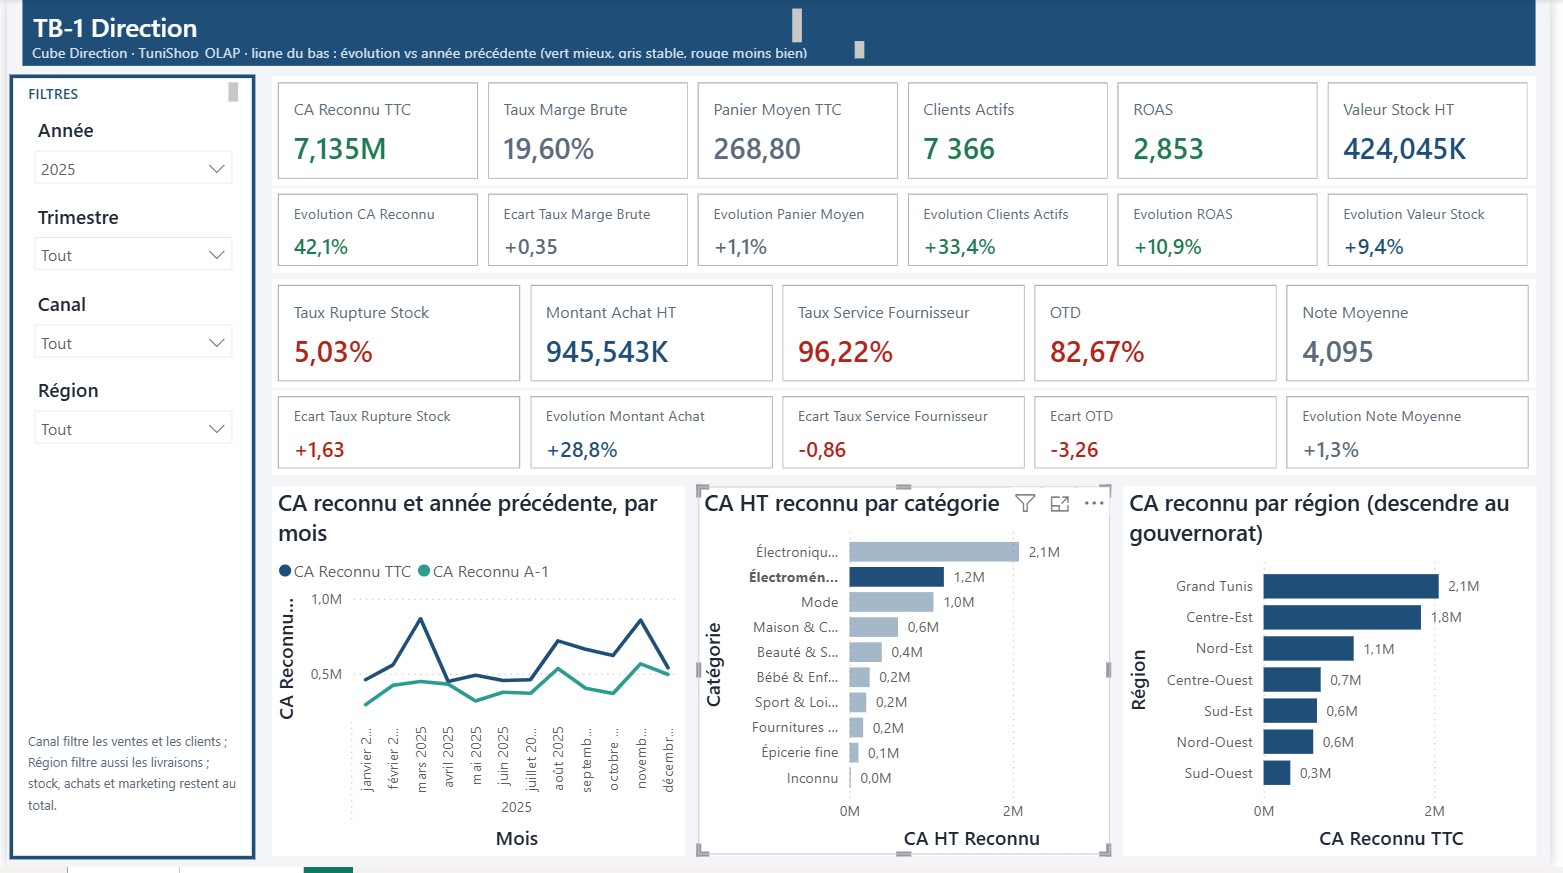 TB-1 Direction
Cube Direction · TuniShop OLAP · ligne du bas : évolution vs année précédente (vert mieux, gris stable, rouge moins bien)
FILTRES
Année
2025
Trimestre
Tout
Canal
Tout
Région
Tout
Canal filtre les ventes et les clients ;
Région filtre aussi les livraisons ;
stock, achats et marketing restent au
total.
CA Reconnu TTC
7,135M
Taux Marge Brute
19,60%
Panier Moyen TTC
268,80
Clients Actifs
7 366
ROAS
2,853
Valeur Stock HT
424,045K
Evolution CA Reconnu
42,1%
Ecart Taux Marge Brute
+0,35
Evolution Panier Moyen
+1,1%
Evolution Clients Actifs
+33,4%
Evolution ROAS
+10,9%
Evolution Valeur Stock
+9,4%
Taux Rupture Stock
5,03%
Montant Achat HT
945,543K
Taux Service Fournisseur
96,22%
OTD
82,67%
Note Moyenne
4,095
Ecart Taux Rupture Stock
+1,63
Evolution Montant Achat
+28,8%
Ecart Taux Service Fournisseur
-0,86
Ecart OTD
-3,26
Evolution Note Moyenne
+1,3%
CA reconnu et année précédente, par
mois
CA Reconnu TTC
CA Reconnu A-1
CA Reconnu...
1,0M
0,5M
janvier 2...
février 2...
mars 2025
avril 2025
mai 2025
juin 2025
juillet 20...
août 2025
septemb...
octobre ...
novemb...
décembr...
2025
Mois
CA HT reconnu par catégorie
Catégorie
Électroniqu... 2,1M
Électromén... 1,2M
Mode 1,0M
Maison & C... 0,6M
Beauté & S... 0,4M
Bébé & Enf... 0,2M
Sport & Loi... 0,2M
Fournitures ... 0,2M
Épicerie fine 0,1M
Inconnu 0,0M
0M 2M
CA HT Reconnu
CA reconnu par région (descendre au
gouvernorat)
Région
Grand Tunis 2,1M
Centre-Est 1,8M
Nord-Est 1,1M
Centre-Ouest 0,7M
Sud-Est 0,6M
Nord-Ouest 0,6M
Sud-Ouest 0,3M
0M 2M
CA Reconnu TTC